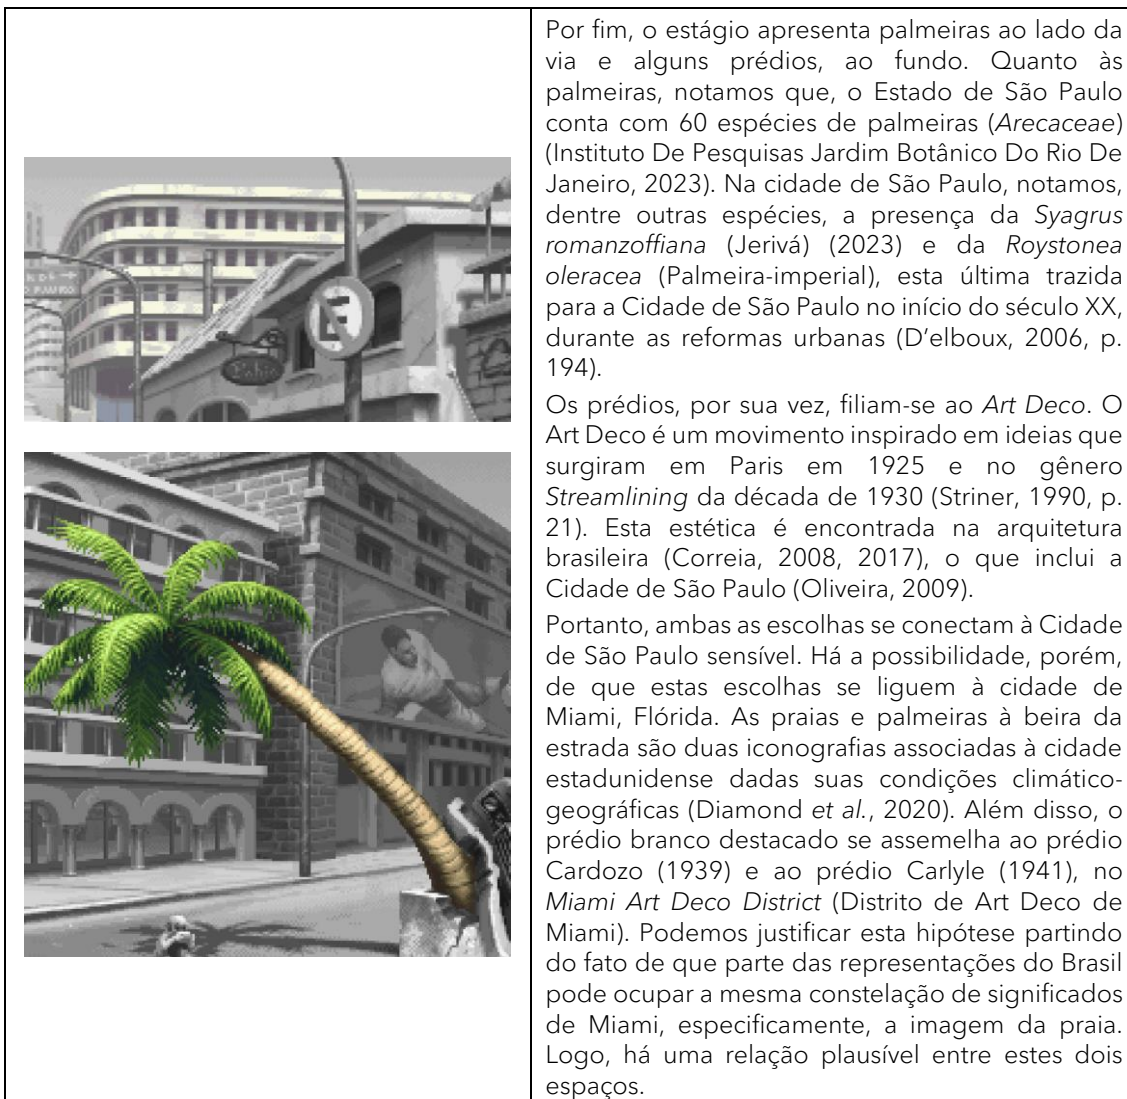 NDE →
O PAULO
E
Por fim, o estágio apresenta palmeiras ao lado da
via e alguns prédios, ao fundo. Quanto às
palmeiras, notamos que, o Estado de São Paulo
conta com 60 espécies de palmeiras (Arecaceae)
(Instituto De Pesquisas Jardim Botânico Do Rio De
Janeiro, 2023). Na cidade de São Paulo, notamos,
dentre outras espécies, a presença da Syagrus
romanzoffiana (Jerivá) (2023) e da Roystonea
oleracea (Palmeira-imperial), esta última trazida
para a Cidade de São Paulo no início do século XX,
durante as reformas urbanas (D’elboux, 2006, p.
194).
Os prédios, por sua vez, filiam-se ao Art Deco. O
Art Deco é um movimento inspirado em ideias que
surgiram em Paris em 1925 e no gênero
Streamlining da década de 1930 (Striner, 1990, p.
21). Esta estética é encontrada na arquitetura
brasileira (Correia, 2008, 2017), o que inclui a
Cidade de São Paulo (Oliveira, 2009).
Portanto, ambas as escolhas se conectam à Cidade
de São Paulo sensível. Há a possibilidade, porém,
de que estas escolhas se liguem à cidade de
Miami, Flórida. As praias e palmeiras à beira da
estrada são duas iconografias associadas à cidade
estadunidense dadas suas condições climático-
geográficas (Diamond et al., 2020). Além disso, o
prédio branco destacado se assemelha ao prédio
Cardozo (1939) e ao prédio Carlyle (1941), no
Miami Art Deco District (Distrito de Art Deco de
Miami). Podemos justificar esta hipótese partindo
do fato de que parte das representações do Brasil
pode ocupar a mesma constelação de significados
de Miami, especificamente, a imagem da praia.
Logo, há uma relação plausível entre estes dois
espaços.